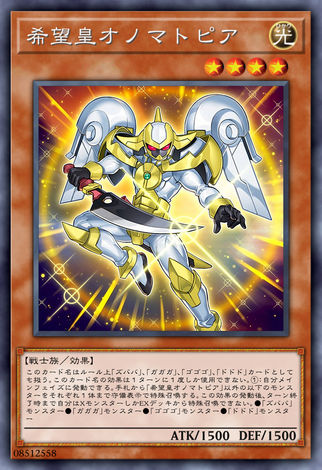 希望皇オノマトピア
光
【戦士族／効果】
このカード名はルール上「ズババ」、「ガガガ」、「ゴゴゴ」、「ドドド」カードとして
も扱う。このカード名の効果は１ターンに１度しか使用できない。①：自分メイ
ンフェイズに発動できる。手札から「希望皇オノマトピア」以外の以下のモンス
ターをそれぞれ１体まで守備表示で特殊召喚する。この効果の発動後、ターン終
了時まで自分はXモンスターしかEXデッキから特殊召喚できない。●「ズババ」
モンスター●「ガガガ」モンスター●「ゴゴゴ」モンスター●「ドドド」モンスタ
ー
ATK/1500 DEF/1500
08512558